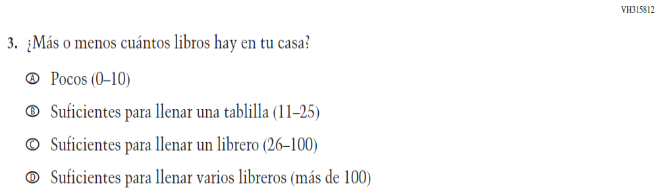 VH315812
3. ¿Más o menos cuántos libros hay en tu casa?
Ⓐ Pocos (0–10)
Ⓑ Suficientes para llenar una tablilla (11–25)
Ⓒ Suficientes para llenar un librero (26–100)
Ⓓ Suficientes para llenar varios libreros (más de 100)